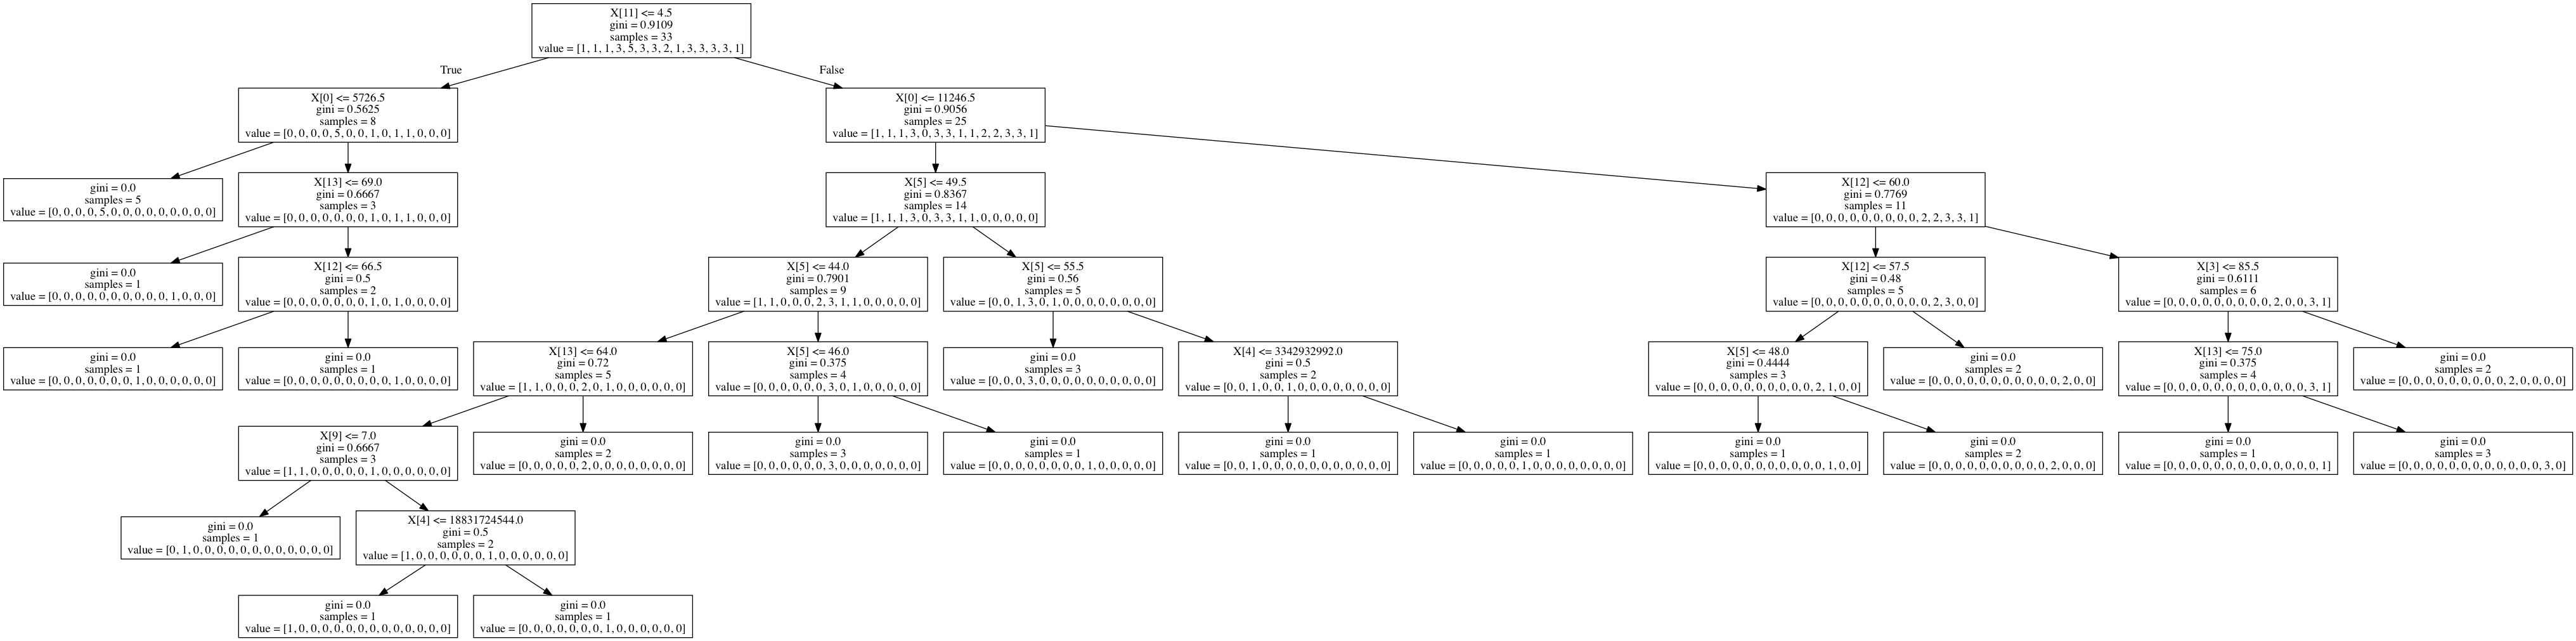 X[11] <= 4.5
gini = 0.9109
samples = 33
value = [1, 1, 1, 3, 5, 3, 3, 2, 1, 3, 3, 3, 3, 1]
True
False
X[0] <= 5726.5
gini = 0.5625
samples = 8
value = [0, 0, 0, 0, 5, 0, 0, 1, 0, 1, 1, 0, 0, 0]
X[0] <= 11246.5
gini = 0.9056
samples = 25
value = [1, 1, 1, 3, 0, 3, 3, 1, 1, 2, 2, 3, 3, 1]
gini = 0.0
samples = 5
value = [0, 0, 0, 0, 5, 0, 0, 0, 0, 0, 0, 0, 0, 0]
X[13] <= 69.0
gini = 0.6667
samples = 3
value = [0, 0, 0, 0, 0, 0, 0, 1, 0, 1, 1, 0, 0, 0]
X[5] <= 49.5
gini = 0.8367
samples = 14
value = [1, 1, 1, 3, 0, 3, 3, 1, 1, 0, 0, 0, 0, 0]
X[12] <= 60.0
gini = 0.7769
samples = 11
value = [0, 0, 0, 0, 0, 0, 0, 0, 0, 2, 2, 3, 3, 1]
gini = 0.0
samples = 1
value = [0, 0, 0, 0, 0, 0, 0, 0, 0, 0, 1, 0, 0, 0]
X[12] <= 66.5
gini = 0.5
samples = 2
value = [0, 0, 0, 0, 0, 0, 0, 1, 0, 1, 0, 0, 0, 0]
X[5] <= 44.0
gini = 0.7901
samples = 9
value = [1, 1, 0, 0, 0, 2, 3, 1, 1, 0, 0, 0, 0, 0]
X[5] <= 55.5
gini = 0.56
samples = 5
value = [0, 0, 1, 3, 0, 1, 0, 0, 0, 0, 0, 0, 0, 0]
X[12] <= 57.5
gini = 0.48
samples = 5
value = [0, 0, 0, 0, 0, 0, 0, 0, 0, 0, 2, 3, 0, 0]
X[3] <= 85.5
gini = 0.6111
samples = 6
value = [0, 0, 0, 0, 0, 0, 0, 0, 0, 2, 0, 0, 3, 1]
gini = 0.0
samples = 1
value = [0, 0, 0, 0, 0, 0, 0, 1, 0, 0, 0, 0, 0, 0]
gini = 0.0
samples = 1
value = [0, 0, 0, 0, 0, 0, 0, 0, 0, 1, 0, 0, 0, 0]
X[13] <= 64.0
gini = 0.72
samples = 5
value = [1, 1, 0, 0, 0, 2, 0, 1, 0, 0, 0, 0, 0, 0]
X[5] <= 46.0
gini = 0.375
samples = 4
value = [0, 0, 0, 0, 0, 0, 3, 0, 1, 0, 0, 0, 0, 0]
gini = 0.0
samples = 3
value = [0, 0, 0, 3, 0, 0, 0, 0, 0, 0, 0, 0, 0, 0]
X[4] <= 3342932992.0
gini = 0.5
samples = 2
value = [0, 0, 1, 0, 0, 1, 0, 0, 0, 0, 0, 0, 0, 0]
X[5] <= 48.0
gini = 0.4444
samples = 3
value = [0, 0, 0, 0, 0, 0, 0, 0, 0, 0, 2, 1, 0, 0]
gini = 0.0
samples = 2
value = [0, 0, 0, 0, 0, 0, 0, 0, 0, 0, 0, 2, 0, 0]
X[13] <= 75.0
gini = 0.375
samples = 4
value = [0, 0, 0, 0, 0, 0, 0, 0, 0, 0, 0, 0, 3, 1]
gini = 0.0
samples = 2
value = [0, 0, 0, 0, 0, 0, 0, 0, 0, 2, 0, 0, 0, 0]
X[9] <= 7.0
gini = 0.6667
samples = 3
value = [1, 1, 0, 0, 0, 0, 0, 1, 0, 0, 0, 0, 0, 0]
gini = 0.0
samples = 2
value = [0, 0, 0, 0, 0, 2, 0, 0, 0, 0, 0, 0, 0, 0]
gini = 0.0
samples = 3
value = [0, 0, 0, 0, 0, 0, 3, 0, 0, 0, 0, 0, 0, 0]
gini = 0.0
samples = 1
value = [0, 0, 0, 0, 0, 0, 0, 0, 1, 0, 0, 0, 0, 0]
gini = 0.0
samples = 1
value = [0, 0, 1, 0, 0, 0, 0, 0, 0, 0, 0, 0, 0, 0]
gini = 0.0
samples = 1
value = [0, 0, 0, 0, 0, 1, 0, 0, 0, 0, 0, 0, 0, 0]
gini = 0.0
samples = 1
value = [0, 0, 0, 0, 0, 0, 0, 0, 0, 0, 0, 1, 0, 0]
gini = 0.0
samples = 2
value = [0, 0, 0, 0, 0, 0, 0, 0, 0, 0, 2, 0, 0, 0]
gini = 0.0
samples = 1
value = [0, 0, 0, 0, 0, 0, 0, 0, 0, 0, 0, 0, 0, 1]
gini = 0.0
samples = 3
value = [0, 0, 0, 0, 0, 0, 0, 0, 0, 0, 0, 0, 3, 0]
gini = 0.0
samples = 1
value = [0, 1, 0, 0, 0, 0, 0, 0, 0, 0, 0, 0, 0, 0]
X[4] <= 18831724544.0
gini = 0.5
samples = 2
value = [1, 0, 0, 0, 0, 0, 0, 1, 0, 0, 0, 0, 0, 0]
gini = 0.0
samples = 1
value = [1, 0, 0, 0, 0, 0, 0, 0, 0, 0, 0, 0, 0, 0]
gini = 0.0
samples = 1
value = [0, 0, 0, 0, 0, 0, 0, 1, 0, 0, 0, 0, 0, 0]